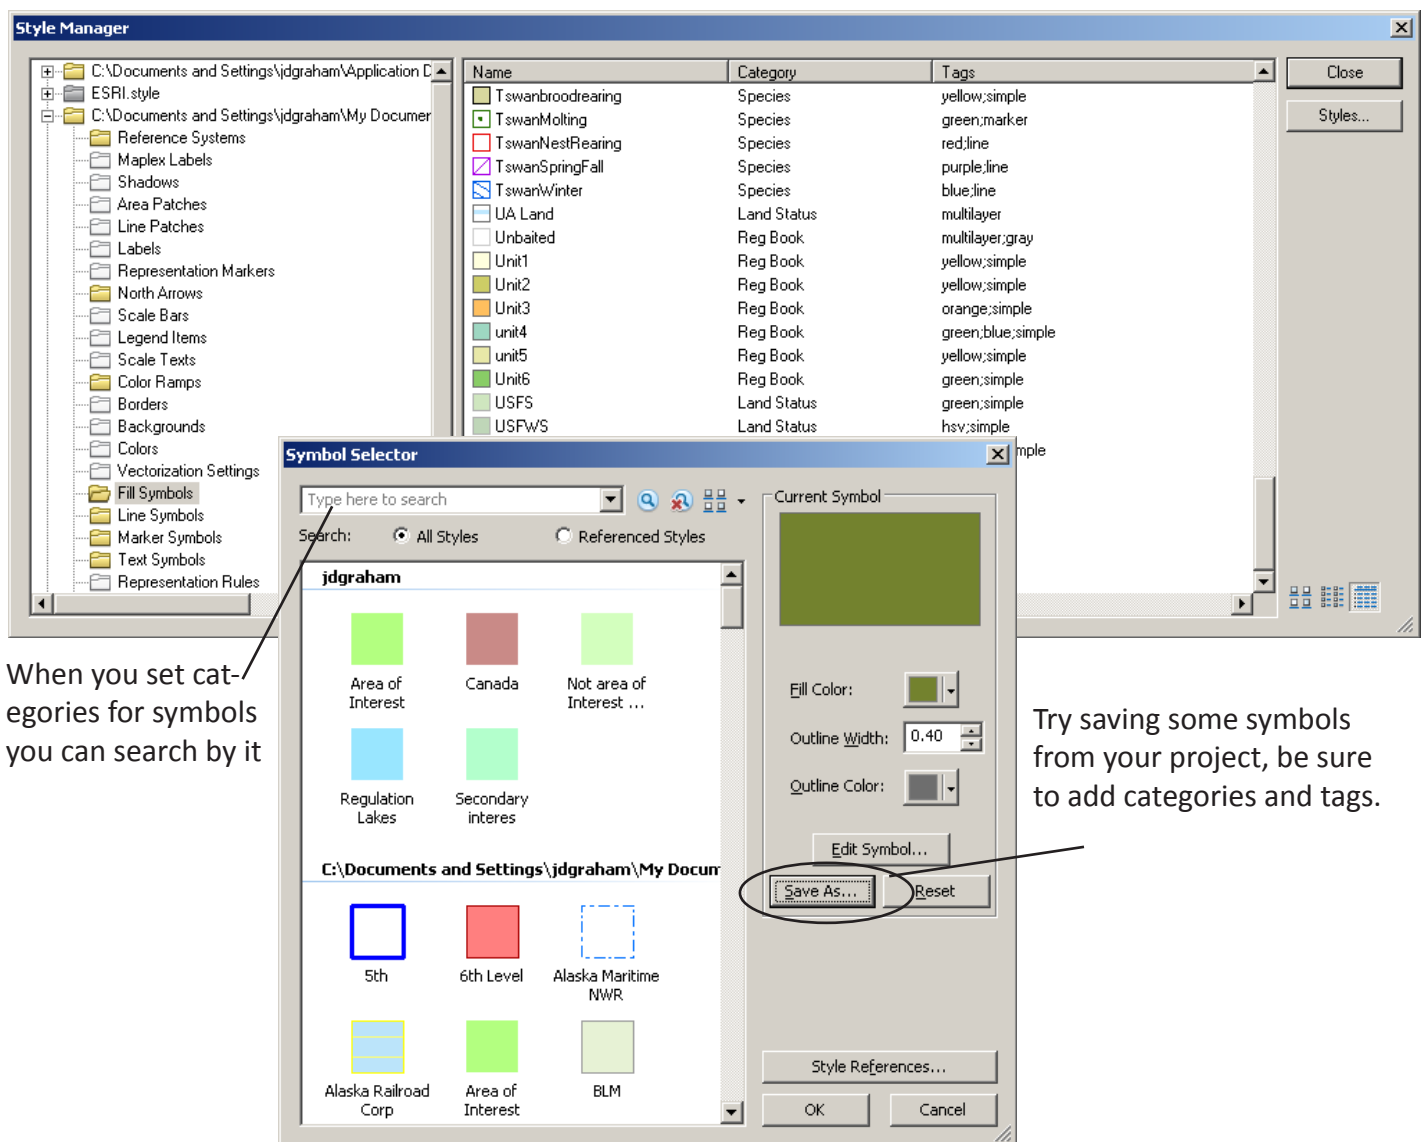 Style Manager
C:\Documents and Settings\jdgraham\Application D
ESRI.style
C:\Documents and Settings\jdgraham\My Documer
Reference Systems
Maplex Labels
Shadows
Area Patches
Line Patches
Labels
Representation Markers
North Arrows
Scale Bars
Legend Items
Scale Texts
Color Ramps
Borders
Backgrounds
Colors
Vectorization Settings
Fill Symbols
Line Symbols
Marker Symbols
Text Symbols
Representation Rules
Name Category Tags
Tswanbroodrearing Species yellow;simple
TswanMolting Species green;marker
TswanNestRearing Species red;line
TswanSpringFall Species purple;line
TswanWinter Species blue;line
UA Land Land Status multilayer
Unbaited Reg Book multilayer;gray
Unit1 Reg Book yellow;simple
Unit2 Reg Book yellow;simple
Unit3 Reg Book orange;simple
unit4 Reg Book green;blue;simple
unit5 Reg Book yellow;simple
Unit6 Reg Book green;simple
USFS Land Status green;simple
USFWS Land Status hsv;simple
mple
Close
Styles...
Symbol Selector
Type here to search
Search: All Styles Referenced Styles
jdgraham
Area of
Interest
Canada
Not area of
Interest ...
Regulation
Lakes
Secondary
interes
C:\Documents and Settings\jdgraham\My Docum
5th
6th Level
Alaska Maritime
NWR
Alaska Railroad
Corp
Area of
Interest
BLM
Current Symbol
Fill Color:
Outline Width: 0.40
Outline Color:
Edit Symbol...
Save As... Reset
Style References...
OK Cancel
When you set cat-
egories for symbols
you can search by it
Try saving some symbols
from your project, be sure
to add categories and tags.